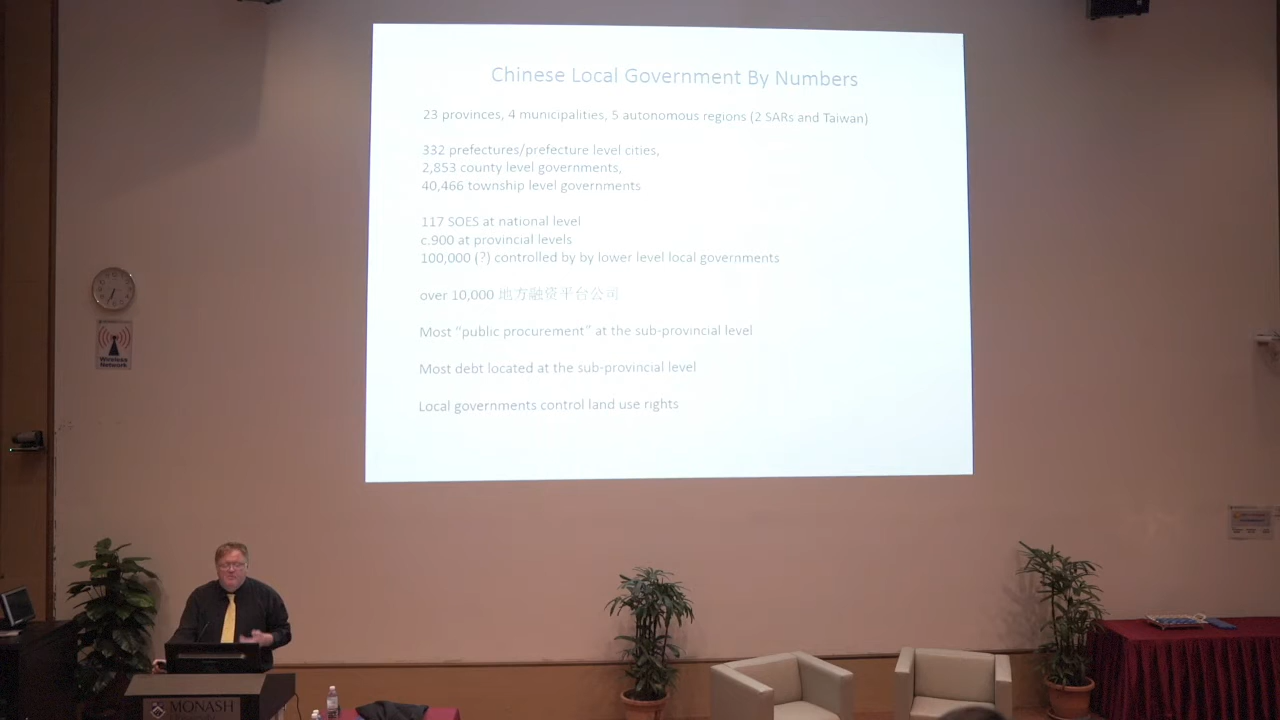 Chinese Local Government By Numbers
23 provinces, 4 municipalities, 5 autonomous regions (2 SARs and Taiwan)
332 prefectures/prefecture level cities,
2,853 county level governments,
40,466 township level governments
117 SOES at national level
c.900 at provincial levels
100,000 (?) controlled by by lower level local governments
over 10,000 地方融资平台公司
Most “public procurement” at the sub-provincial level
Most debt located at the sub-provincial level
Local governments control land use rights
Wireless
Network
MONASH